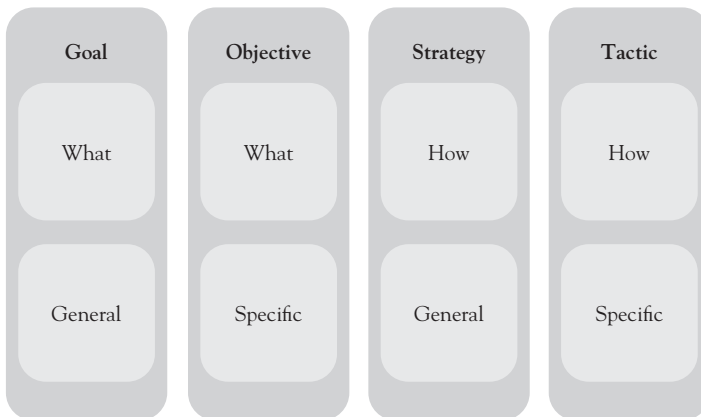 Goal
What
General
Objective
What
Specific
Strategy
How
General
Tactic
How
Specific